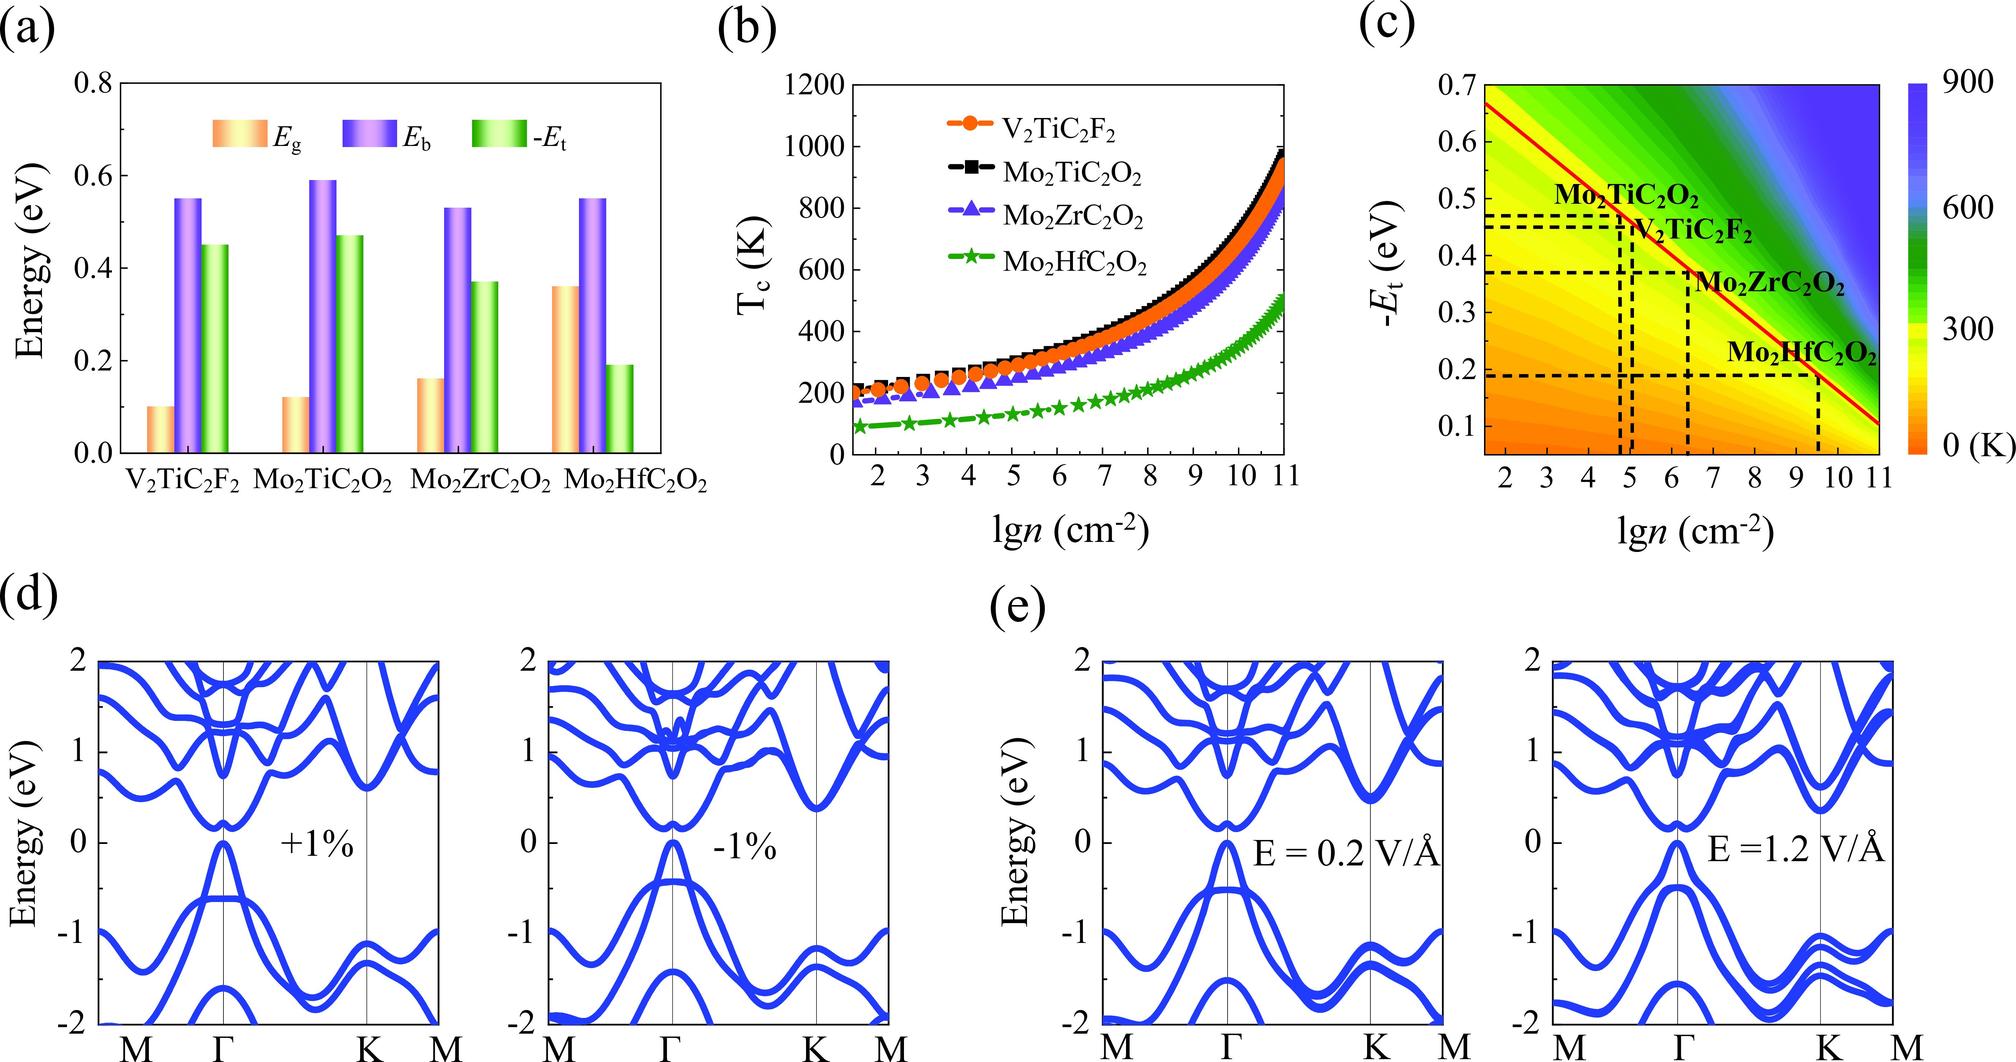 (a)
0.8
0.6
0.4
0.2
0.0
Energy (eV)
E_g E_b -E_t
V₂TiC₂F₂ Mo₂TiC₂O₂ Mo₂ZrC₂O₂ Mo₂HfC₂O₂
(b)
1200
1000
800
600
400
200
0
T_c (K)
V₂TiC₂F₂
Mo₂TiC₂O₂
Mo₂ZrC₂O₂
Mo₂HfC₂O₂
2 3 4 5 6 7 8 9 10 11
lgn (cm⁻²)
(c)
0.7
0.6
0.5
0.4
0.3
0.2
0.1
-E_t (eV)
Mo₂TiC₂O₂
V₂TiC₂F₂
Mo₂ZrC₂O₂
Mo₂HfC₂O₂
2 3 4 5 6 7 8 9 10 11
lgn (cm⁻²)
900
600
300
0 (K)
(d)
2
1
0
-1
-2
Energy (eV)
+1%
M Γ K M
2
1
0
-1
-2
-1%
M Γ K M
(e)
2
1
0
-1
-2
Energy (eV)
E = 0.2 V/Å
M Γ K M
2
1
0
-1
-2
E =1.2 V/Å
M Γ K M